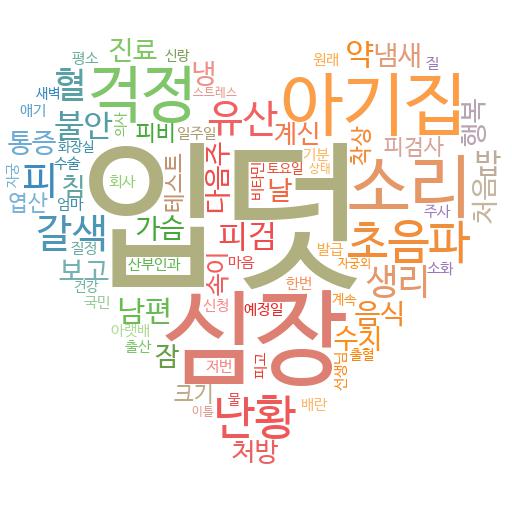 신랑
평소
진료
원래
약
냄새
혈
걱정
냉
아기집
질
새벽
스트레스
애기
불안
의사
피비
일주일
유산
계신
착상
피검사
행복
통증
화장실
수술
입덧
다음주
기분
자궁
피
침
테스트
회사
비타민
토요일
상태
소리
처음
엽산
엄마
날
주사
갈색
가슴
피검
초음파
질정
보고
산부인과
속이
마음
발급
자궁외
소화
건강
한번
생리
국민
남편
심장
신청
예정일
계속
음식
아랫배
출산
잠
저번
피고
선생님
수치
출혈
크기
물
이틀
난황
배란
처방